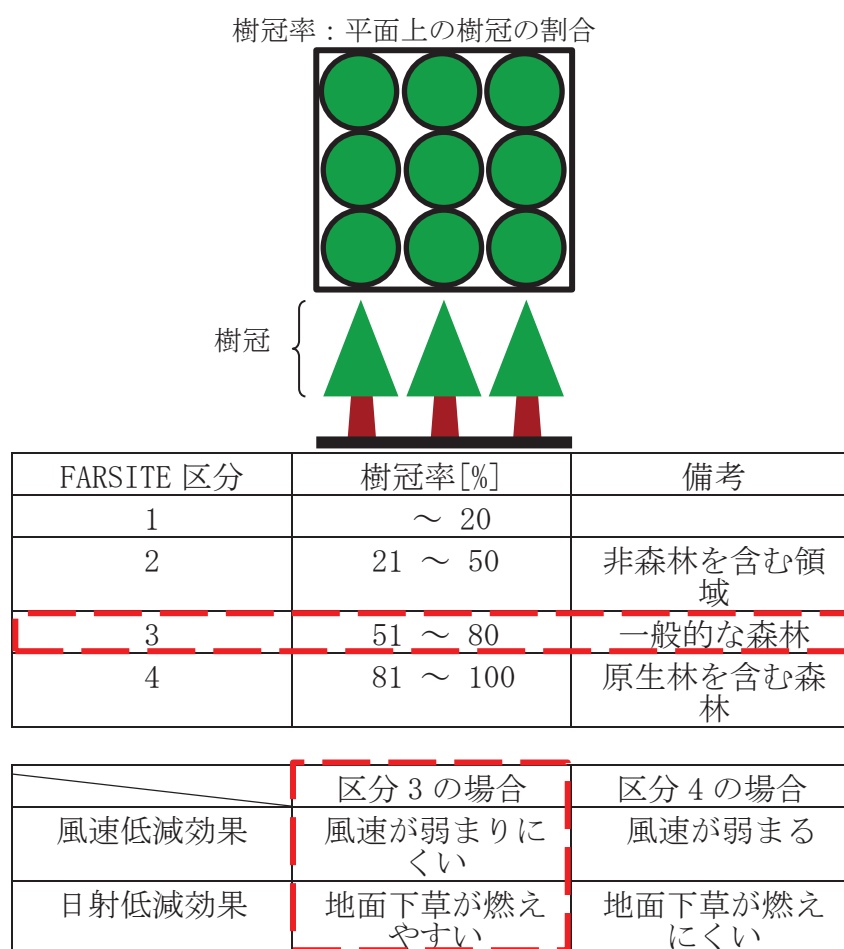 樹冠率：平面上の樹冠の割合
樹冠
FARSITE 区分 樹冠率[%] 備考
1 ～ 20
2 21 ～ 50 非森林を含む領
域
3 51 ～ 80 一般的な森林
4 81 ～ 100 原生林を含む森
林
区分 3 の場合 区分 4 の場合
風速低減効果 風速が弱まりに 風速が弱まる
くい
日射低減効果 地面下草が燃え 地面下草が燃え
やすい にくい